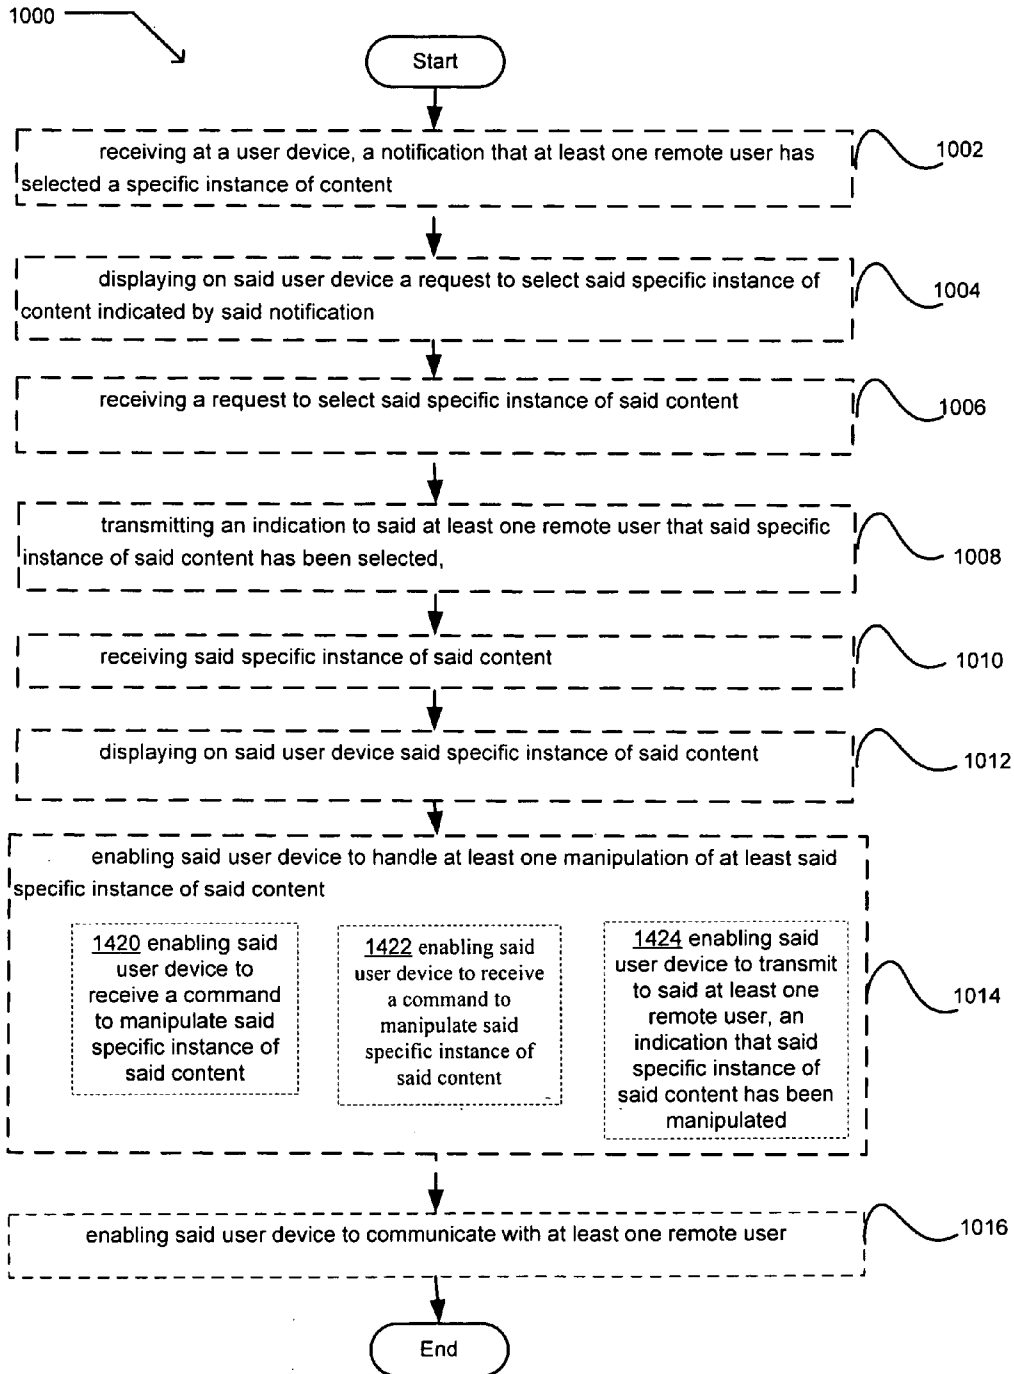 1000
Start
receiving at a user device, a notification that at least one remote user has
selected a specific instance of content
1002
displaying on said user device a request to select said specific instance of
content indicated by said notification
1004
receiving a request to select said specific instance of said content
1006
transmitting an indication to said at least one remote user that said specific
instance of said content has been selected,
1008
receiving said specific instance of said content
1010
displaying on said user device said specific instance of said content
1012
enabling said user device to handle at least one manipulation of at least said
specific instance of said content
1420 enabling said
user device to
receive a command
to manipulate said
specific instance of
said content
1422 enabling said
user device to receive
a command to
manipulate said
specific instance of
said content
1424 enabling said
user device to transmit
to said at least one
remote user, an
indication that said
specific instance of
said content has been
manipulated
1014
enabling said user device to communicate with at least one remote user
1016
End